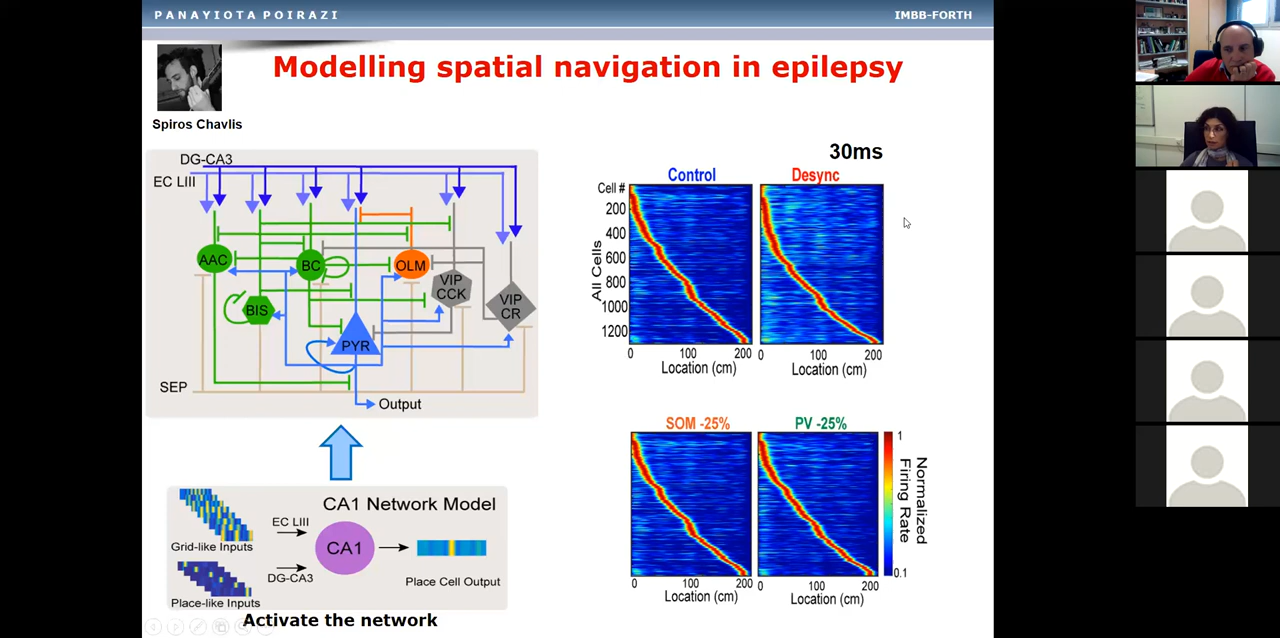 PANAYIOTA POIRAZI
IMBB-FORTH
Modelling spatial navigation in epilepsy
Spiros Chavlis
DG-CA3
EC LIII
AAC
BC
OLM
VIP
CCK
VIP
CR
BIS
PYR
SEP
Output
CA1 Network Model
EC LIII
Grid-like Inputs
CA1
DG-CA3
Place Cell Output
Place-like Inputs
Activate the network
30ms
Control
Desync
Cell #
200
400
600
800
1000
1200
All Cells
0 100 200
Location (cm)
0 100 200
Location (cm)
SOM -25%
PV -25%
0 100 200
Location (cm)
0 100 200
Location (cm)
1
0.1
Normalized
Firing Rate